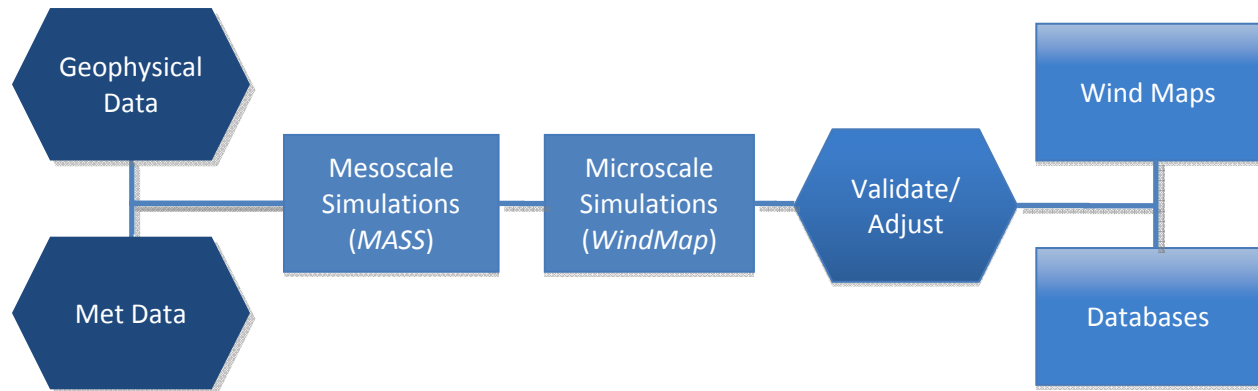 Geophysical
Data
Met Data
Mesoscale
Simulations
(MASS)
Microscale
Simulations
(WindMap)
Validate/
Adjust
Wind Maps
Databases